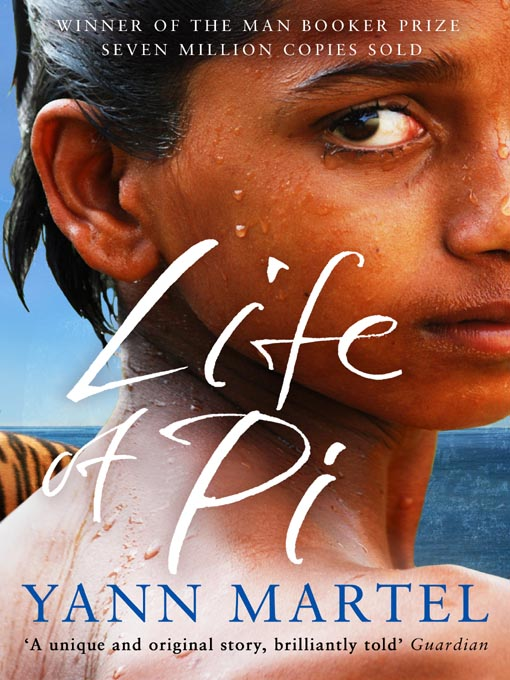 WINNER OF THE MAN BOOKER PRIZE
SEVEN MILLION COPIES SOLD
Life
of Pi
YANN MARTEL
‘A unique and original story, brilliantly told’ Guardian